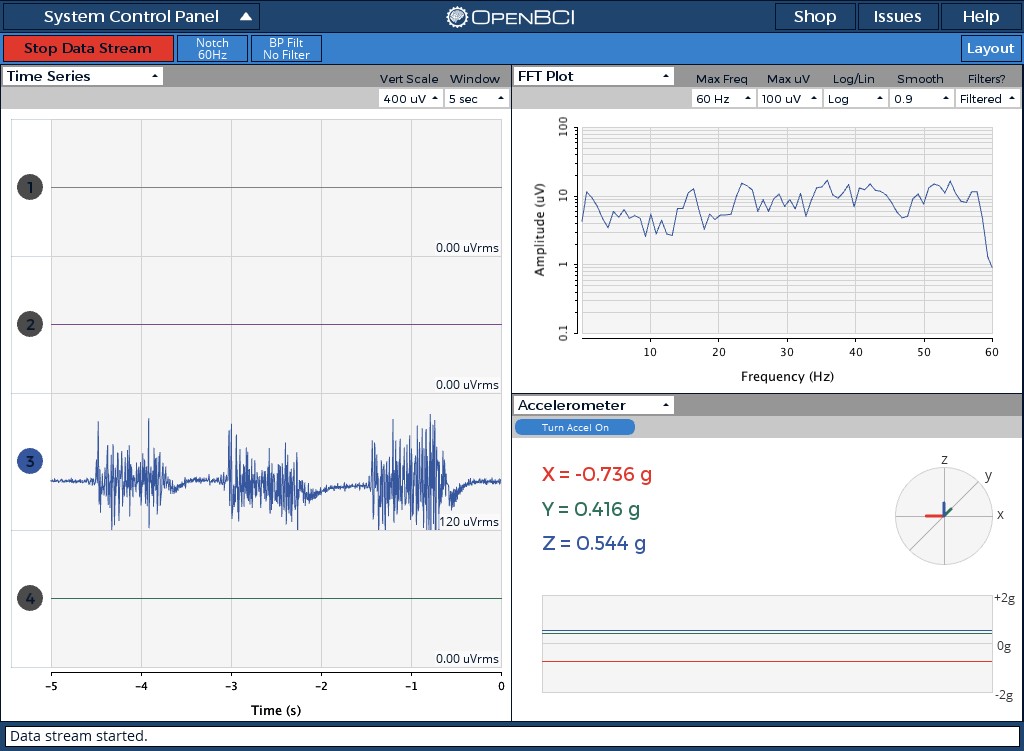 System Control Panel
OpenBCI
Shop
Issues
Help
Stop Data Stream
Notch
60Hz
BP Filt
No Filter
Layout
Time Series
Vert Scale
Window
400 uV
5 sec
1
0.00 uVrms
2
0.00 uVrms
3
120 uVrms
4
0.00 uVrms
-5
-4
-3
-2
-1
0
Time (s)
FFT Plot
Max Freq
Max uV
Log/Lin
Smooth
Filters?
60 Hz
100 uV
Log
0.9
Filtered
100
10
1
0.1
Amplitude (uV)
10
20
30
40
50
60
Frequency (Hz)
Accelerometer
Turn Accel On
X = -0.736 g
Y = 0.416 g
Z = 0.544 g
z
y
x
+2g
0g
-2g
Data stream started.